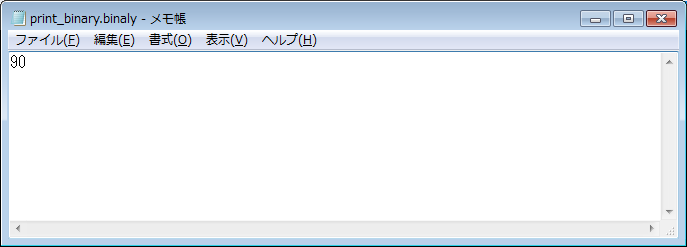 print_binary.binaly - メモ帳
ファイル(F) 編集(E) 書式(O) 表示(V) ヘルプ(H)
90